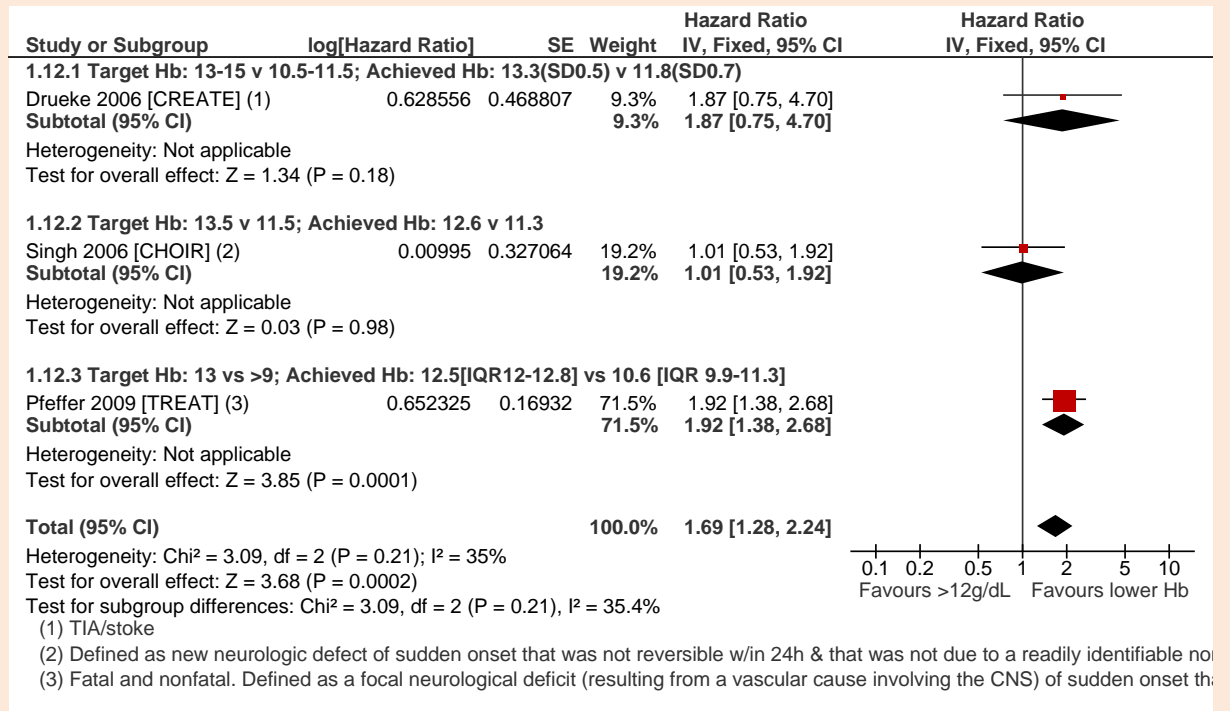 Hazard Ratio Hazard Ratio
Study or Subgroup log[Hazard Ratio] SE Weight IV, Fixed, 95% CI IV, Fixed, 95% CI
1.12.1 Target Hb: 13-15 v 10.5-11.5; Achieved Hb: 13.3(SD0.5) v 11.8(SD0.7)
Drueke 2006 [CREATE] (1) 0.628556 0.468807 9.3% 1.87 [0.75, 4.70]
Subtotal (95% CI) 9.3% 1.87 [0.75, 4.70]
Heterogeneity: Not applicable
Test for overall effect: Z = 1.34 (P = 0.18)
1.12.2 Target Hb: 13.5 v 11.5; Achieved Hb: 12.6 v 11.3
Singh 2006 [CHOIR] (2) 0.00995 0.327064 19.2% 1.01 [0.53, 1.92]
Subtotal (95% CI) 19.2% 1.01 [0.53, 1.92]
Heterogeneity: Not applicable
Test for overall effect: Z = 0.03 (P = 0.98)
1.12.3 Target Hb: 13 vs >9; Achieved Hb: 12.5[IQR12-12.8] vs 10.6 [IQR 9.9-11.3]
Pfeffer 2009 [TREAT] (3) 0.652325 0.16932 71.5% 1.92 [1.38, 2.68]
Subtotal (95% CI) 71.5% 1.92 [1.38, 2.68]
Heterogeneity: Not applicable
Test for overall effect: Z = 3.85 (P = 0.0001)
Total (95% CI) 100.0% 1.69 [1.28, 2.24]
Heterogeneity: Chi² = 3.09, df = 2 (P = 0.21); I² = 35%
Test for overall effect: Z = 3.68 (P = 0.0002)
Test for subgroup differences: Chi² = 3.09, df = 2 (P = 0.21), I² = 35.4%
0.1 0.2 0.5 1 2 5 10
Favours >12g/dL Favours lower Hb
(1) TIA/stoke
(2) Defined as new neurologic defect of sudden onset that was not reversible w/in 24h & that was not due to a readily identifiable
(3) Fatal and nonfatal. Defined as a focal neurological deficit (resulting from a vascular cause involving the CNS) of sudden onset